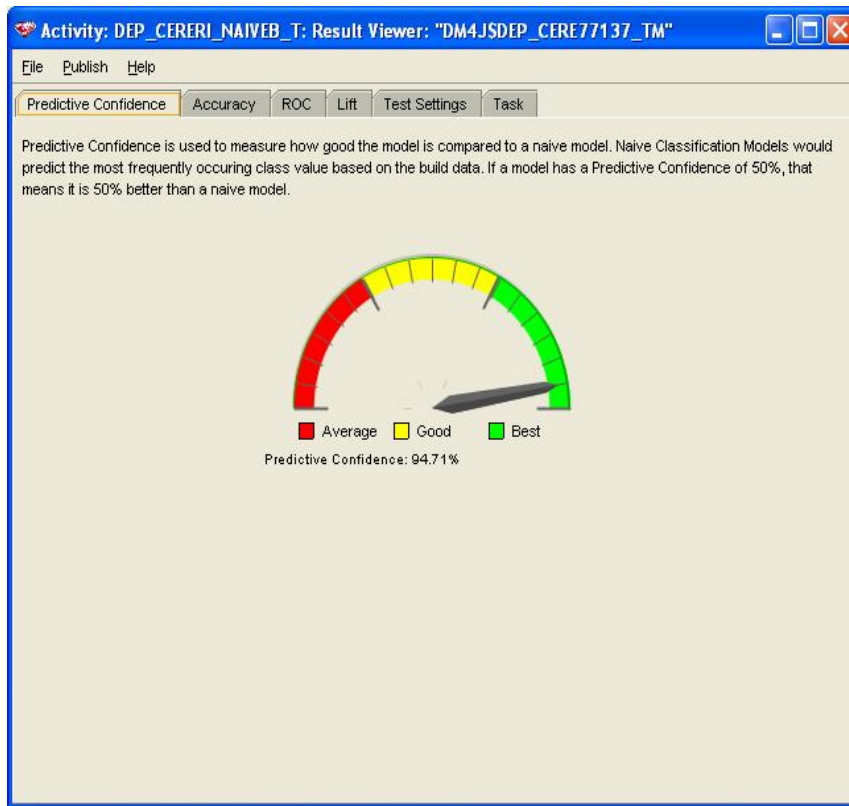 Activity: DEP_CERERI_NAIVEB_T: Result Viewer: "DM4J$DEP_CERE77137_TM"
File Publish Help
Predictive Confidence Accuracy ROC Lift Test Settings Task
Predictive Confidence is used to measure how good the model is compared to a naive model. Naive Classification Models would
predict the most frequently occuring class value based on the build data. If a model has a Predictive Confidence of 50%, that
means it is 50% better than a naive model.
Average Good Best
Predictive Confidence: 94.71%